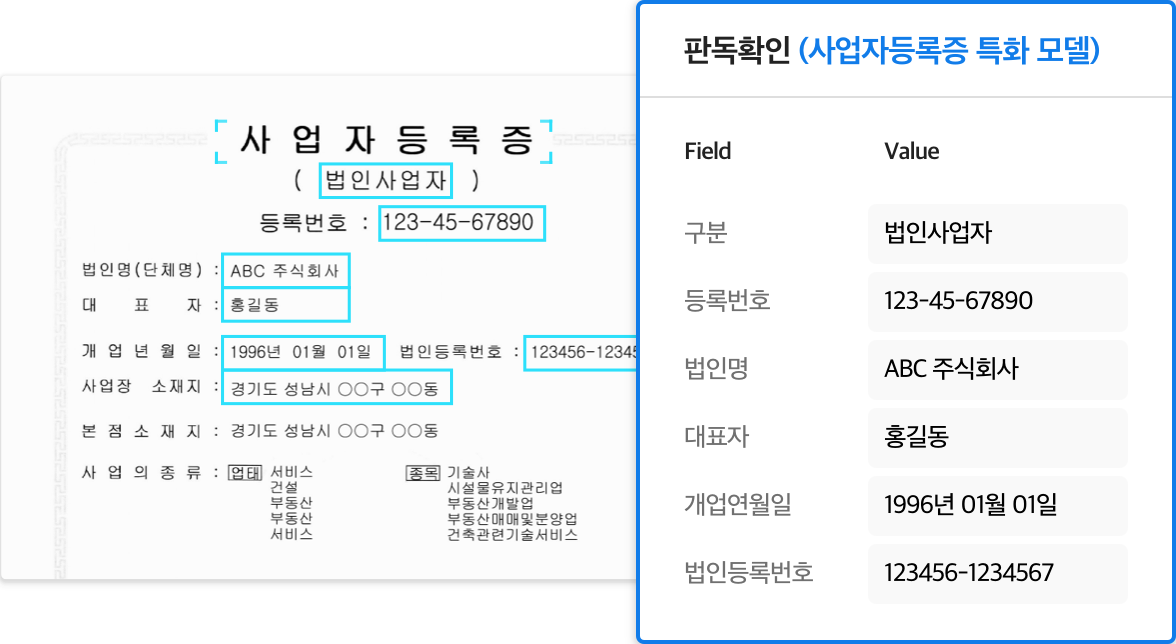 사업자등록증
( 법인사업자 )
등록번호 : 123-45-67890
법인명(단체명) : ABC 주식회사
대 표 자 : 홍길동
개 업 년 월 일 : 1996년 01월 01일 법인등록번호 : 123456-12345
사업장 소재지 : 경기도 성남시 ○○구 ○○동
본 점 소 재 지 : 경기도 성남시 ○○구 ○○동
사 업 의 종 류 : 업태 서비스 종목 기술사
건설 시설물유지관리업
부동산 부동산개발업
부동산 부동산매매및분양업
서비스 건축관련기술서비스
판독확인 (사업자등록증 특화 모델)
Field Value
구분 법인사업자
등록번호 123-45-67890
법인명 ABC 주식회사
대표자 홍길동
개업연월일 1996년 01월 01일
법인등록번호 123456-1234567